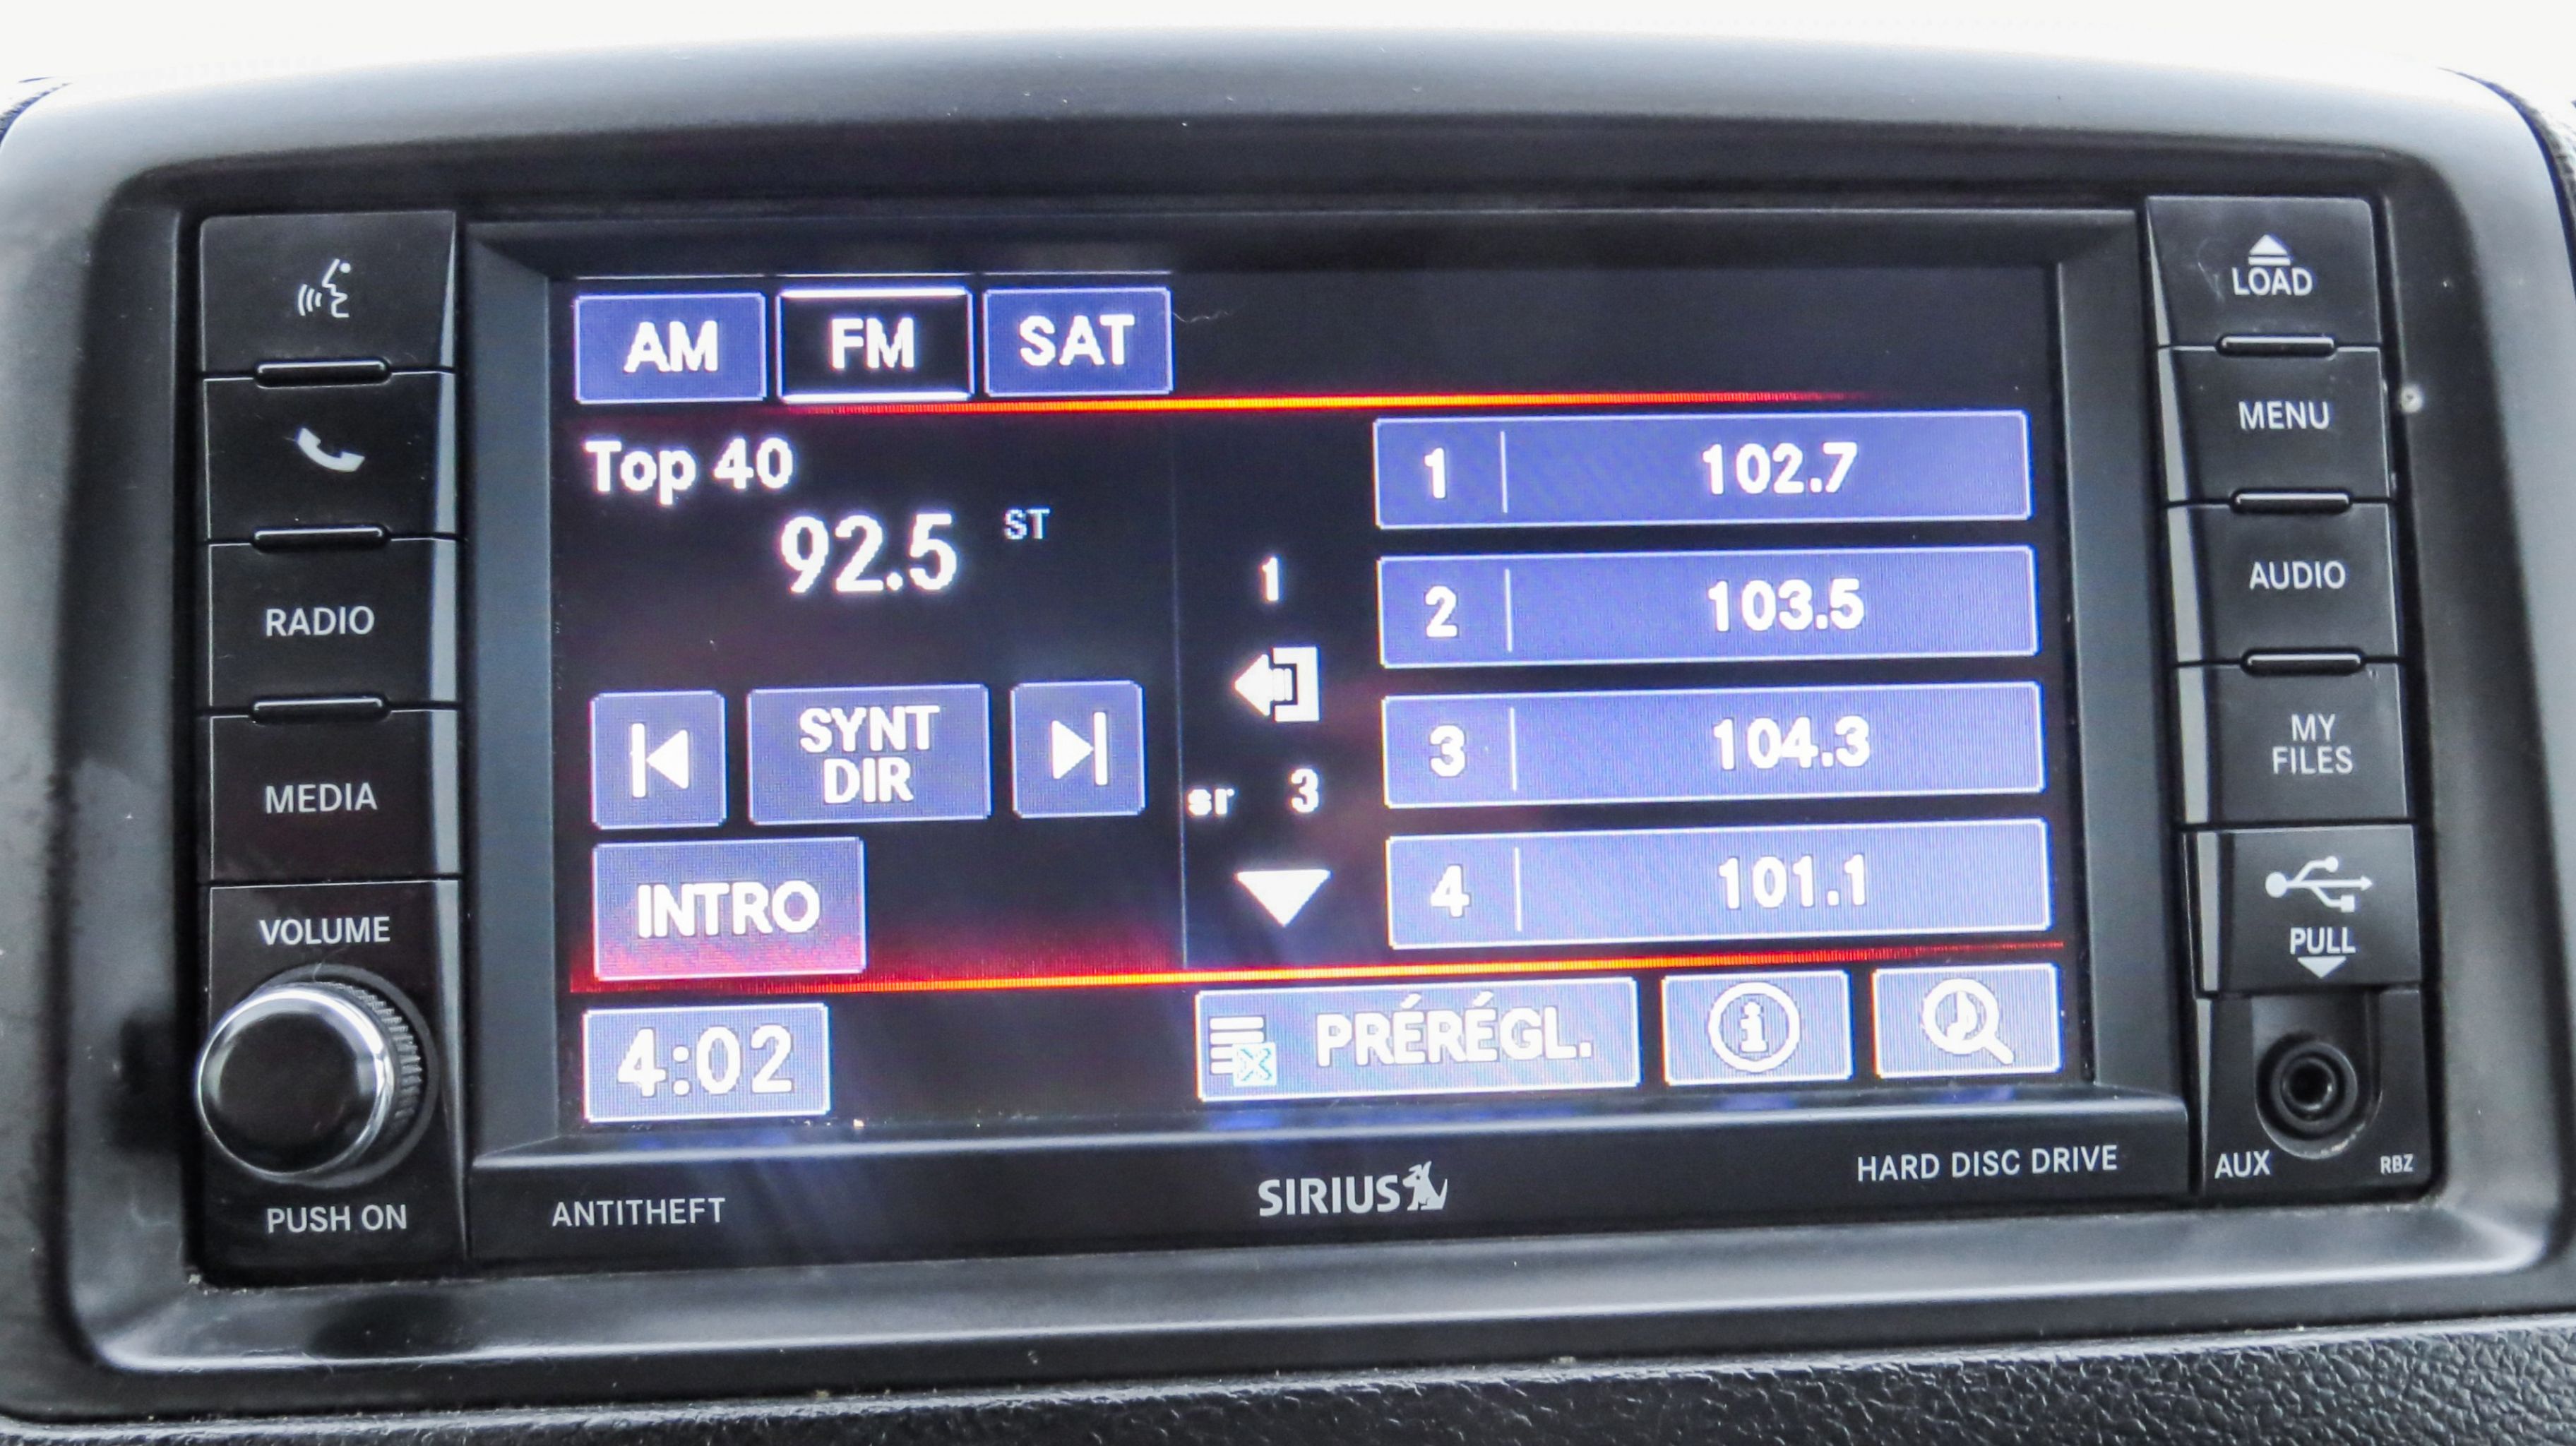 AM FM SAT
Top 40
92.5 ST
SYNT
DIR
INTRO
4:02
1
sr 3
1 102.7
2 103.5
3 104.3
4 101.1
PRÉRÉGL.
RADIO
MEDIA
VOLUME
PUSH ON
LOAD
MENU
AUDIO
MY
FILES
PULL
AUX RBZ
ANTITHEFT
SIRIUS
HARD DISC DRIVE